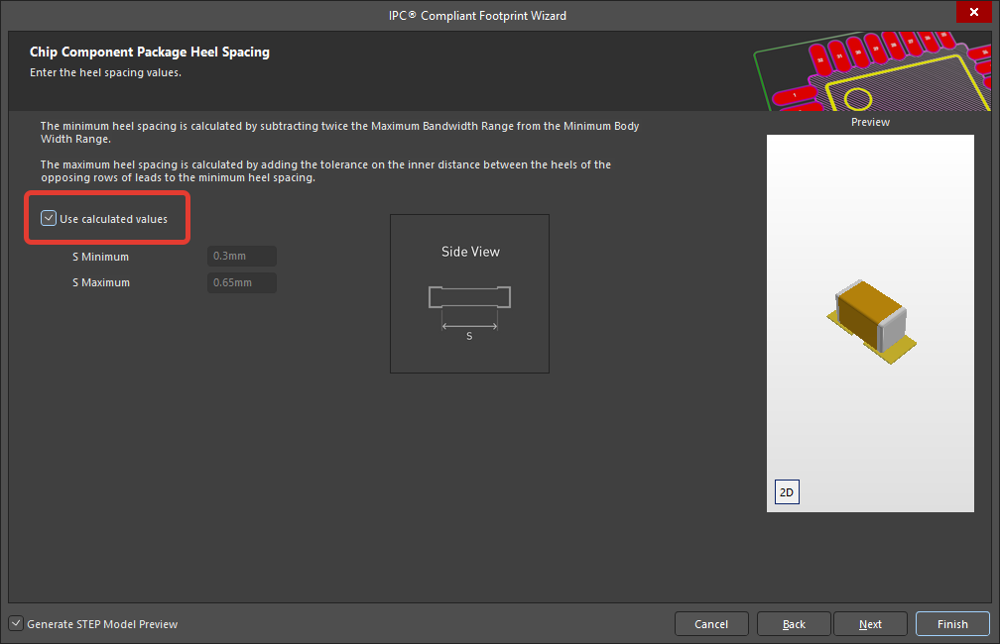 IPC® Compliant Footprint Wizard
Chip Component Package Heel Spacing
Enter the heel spacing values.
1
The minimum heel spacing is calculated by subtracting twice the Maximum Bandwidth Range from the Minimum Body
Width Range.
The maximum heel spacing is calculated by adding the tolerance on the inner distance between the heels of the
opposing rows of leads to the minimum heel spacing.
Use calculated values
S Minimum
0.3mm
S Maximum
0.65mm
Side View
S
Preview
2D
Generate STEP Model Preview
Cancel
Back
Next
Finish